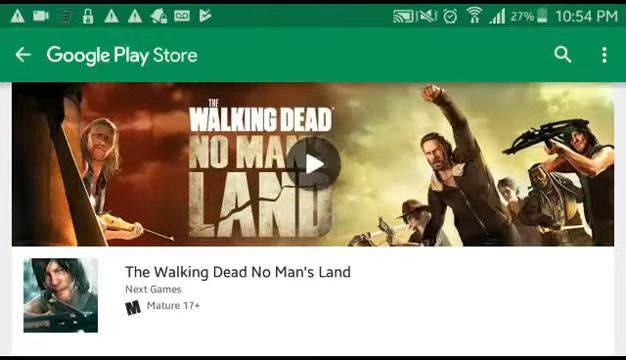 27% 10:54 PM
Google Play Store
THE
WALKING DEAD
NO MAN'S
LAND
The Walking Dead No Man's Land
Next Games
M Mature 17+